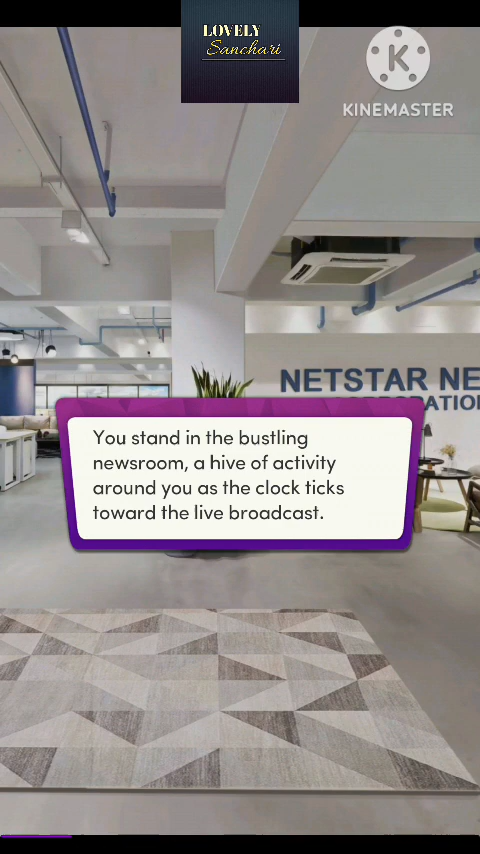 LOVELY
Sanchari
KINEMASTER
NETSTAR NE
CORPORATION
You stand in the bustling
newsroom, a hive of activity
around you as the clock ticks
toward the live broadcast.